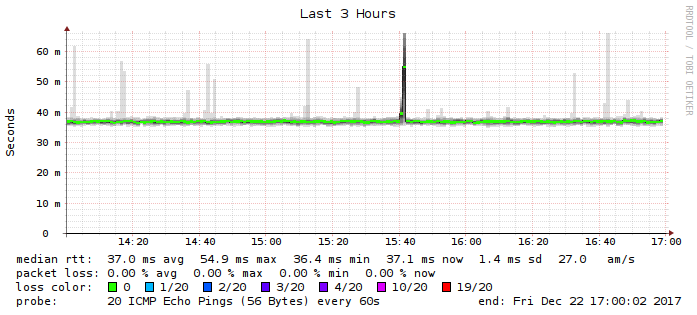 Last 3 Hours
RRDTOOL / TOBI OETIKER
Seconds
60 m
50 m
40 m
30 m
20 m
10 m
0
14:20 14:40 15:00 15:20 15:40 16:00 16:20 16:40 17:00
median rtt: 37.0 ms avg 54.9 ms max 36.4 ms min 37.1 ms now 1.4 ms sd 27.0 am/s
packet loss: 0.00 % avg 0.00 % max 0.00 % min 0.00 % now
loss color: 0 1/20 2/20 3/20 4/20 10/20 19/20
probe: 20 ICMP Echo Pings (56 Bytes) every 60s end: Fri Dec 22 17:00:02 2017